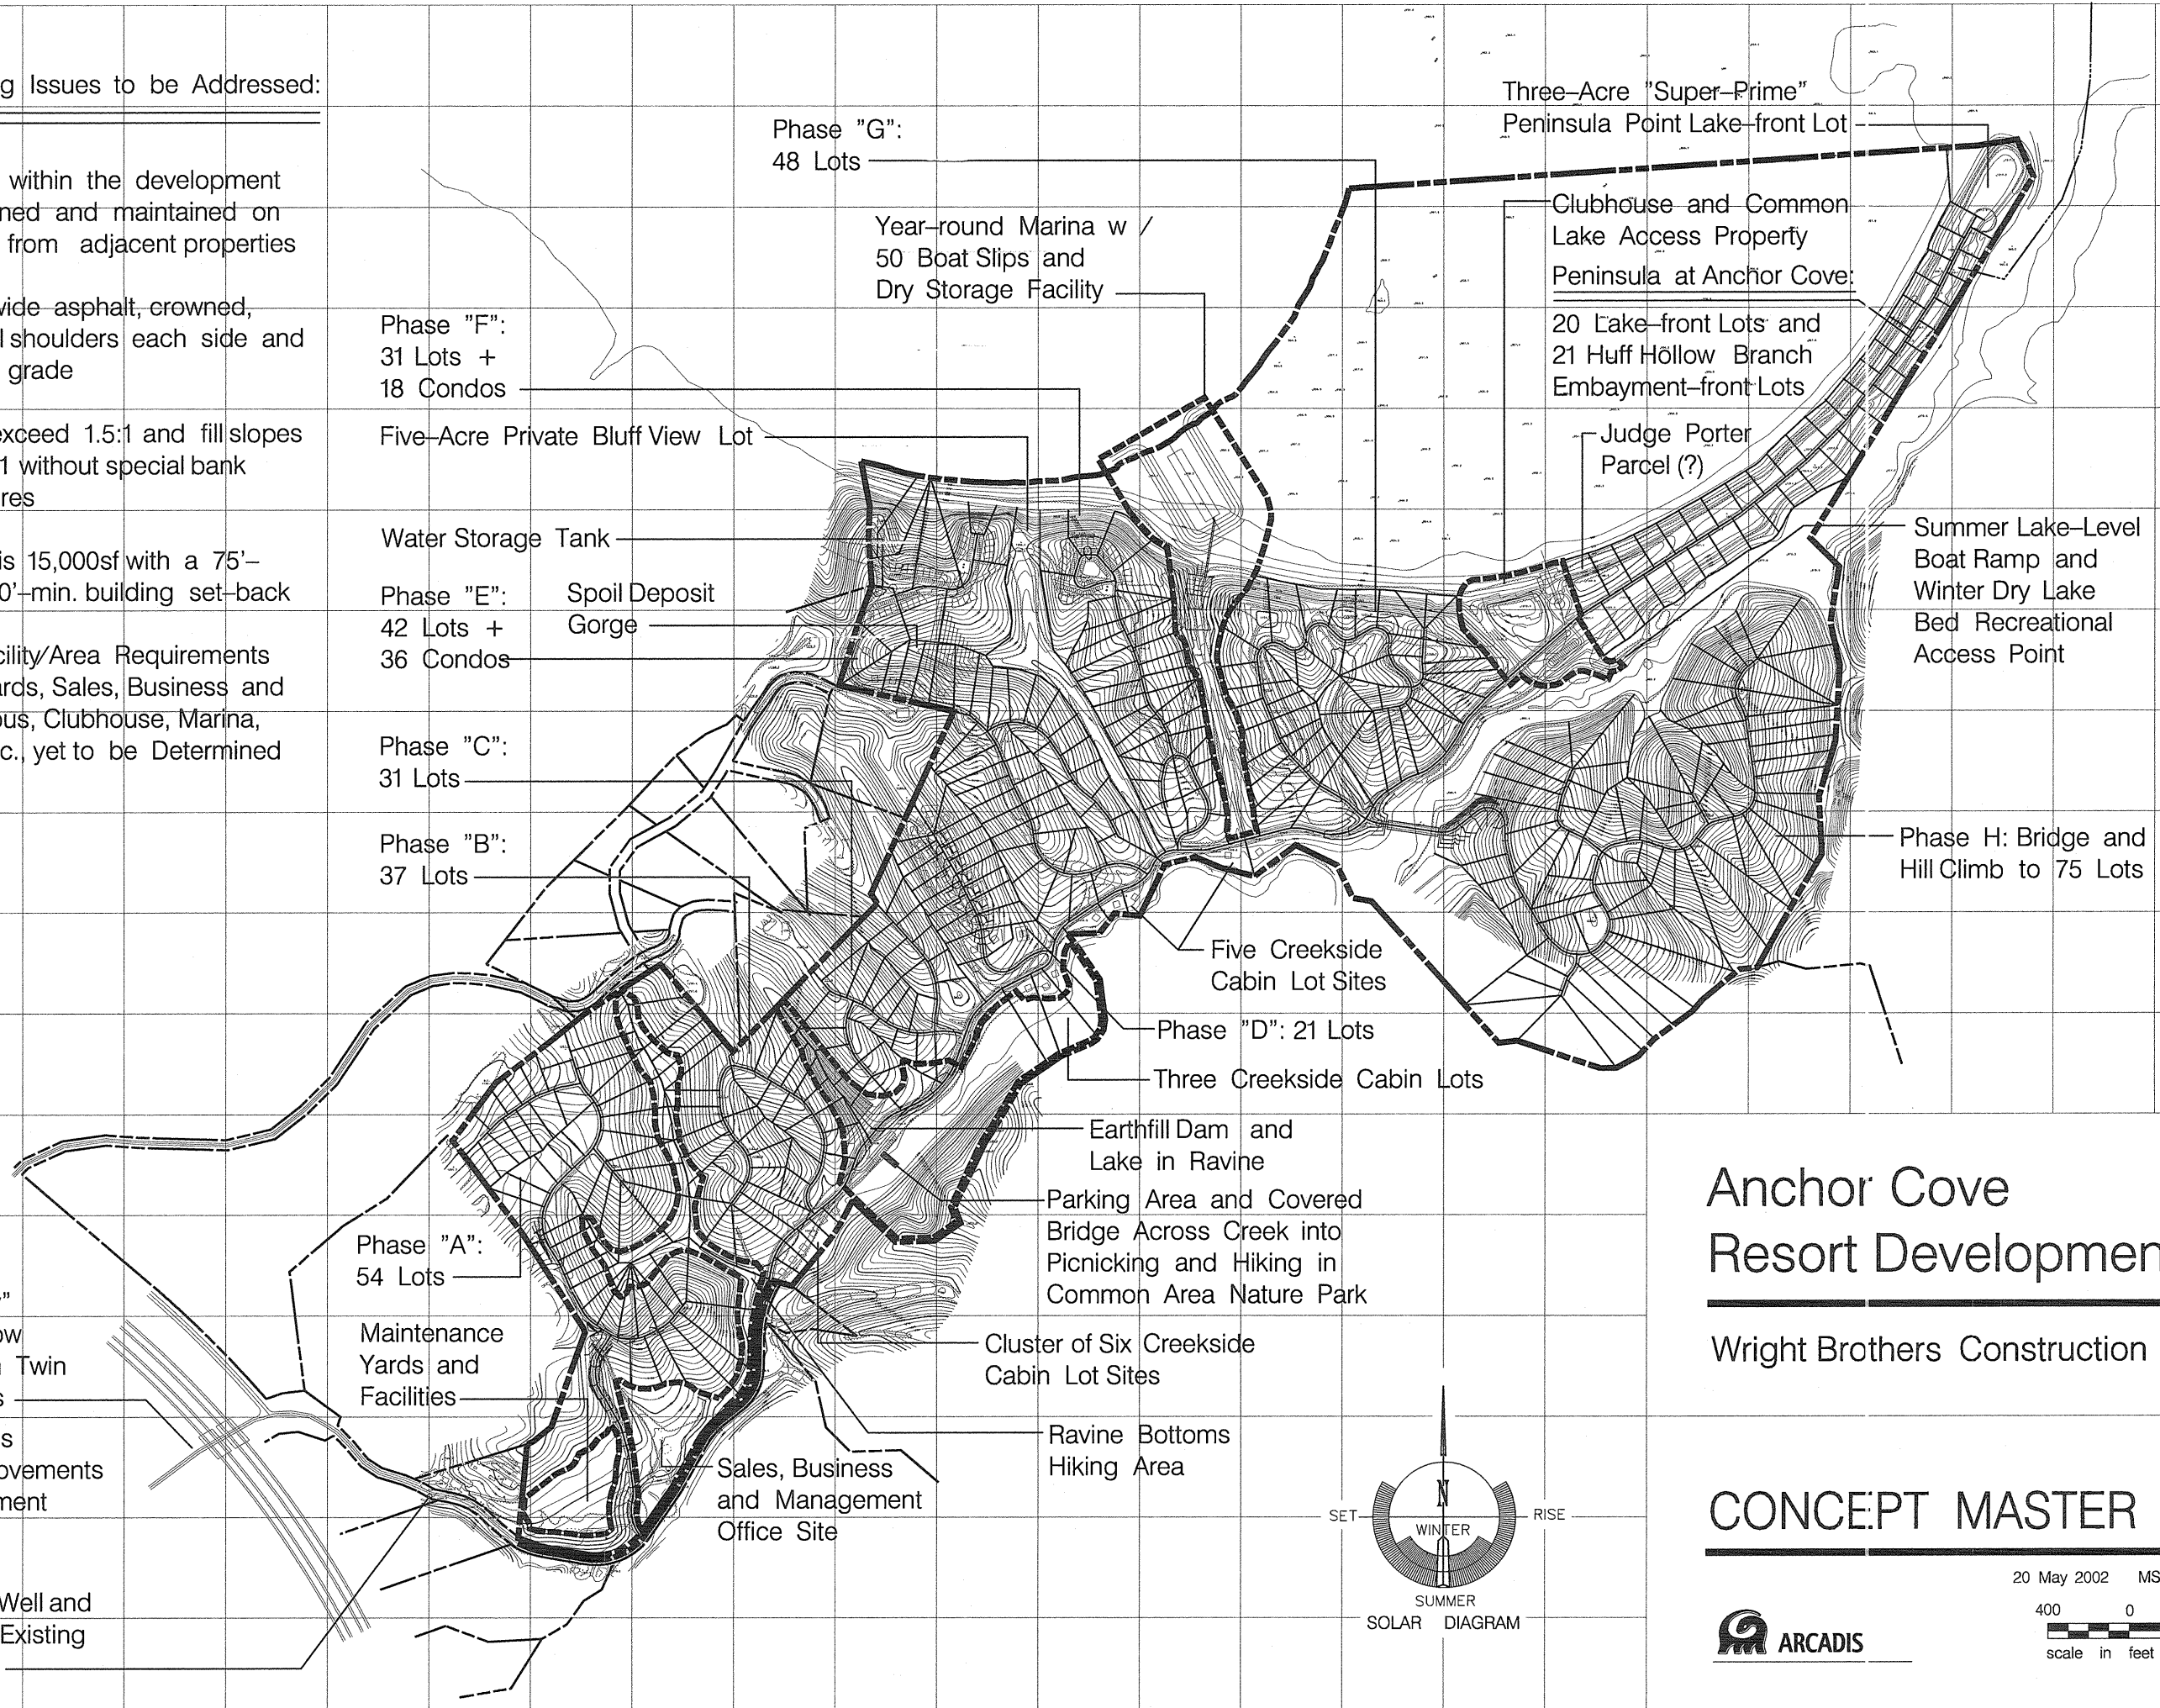 g Issues to be Addressed:
within the development
ned and maintained on
from adjacent properties
wide asphalt, crowned,
l shoulders each side and
grade
exceed 1.5:1 and fill slopes
1 without special bank
res
is 15,000sf with a 75'–
0'–min. building set–back
cility/Area Requirements
ards, Sales, Business and
ous, Clubhouse, Marina,
c., yet to be Determined
Phase "G":
48 Lots
Year–round Marina w /
50 Boat Slips and
Dry Storage Facility
Phase "F":
31 Lots +
18 Condos
Five–Acre Private Bluff View Lot
Water Storage Tank
Phase "E":
42 Lots +
36 Condos
Spoil Deposit
Gorge
Phase "C":
31 Lots
Phase "B":
37 Lots
Three–Acre "Super–Prime"
Peninsula Point Lake–front Lot
Clubhouse and Common
Lake Access Property
Peninsula at Anchor Cove:
20 Lake–front Lots and
21 Huff Hollow Branch
Embayment–front Lots
Judge Porter
Parcel (?)
Summer Lake–Level
Boat Ramp and
Winter Dry Lake
Bed Recreational
Access Point
Phase H: Bridge and
Hill Climb to 75 Lots
Five Creekside
Cabin Lot Sites
Phase "D": 21 Lots
Three Creekside Cabin Lots
Earthfill Dam and
Lake in Ravine
Parking Area and Covered
Bridge Across Creek into
Picnicking and Hiking in
Common Area Nature Park
Cluster of Six Creekside
Cabin Lot Sites
Ravine Bottoms
Hiking Area
Phase "A":
54 Lots
Maintenance
Yards and
Facilities
Sales, Business
and Management
Office Site
"
ow
Twin
s
s
ovements
ment
Well and
Existing
N
SET
RISE
WINTER
SUMMER
SOLAR DIAGRAM
Anchor Cove
Resort Developmen
Wright Brothers Construction
CONCEPT MASTER
20 May 2002 MS
400 0
scale in feet
ARCADIS